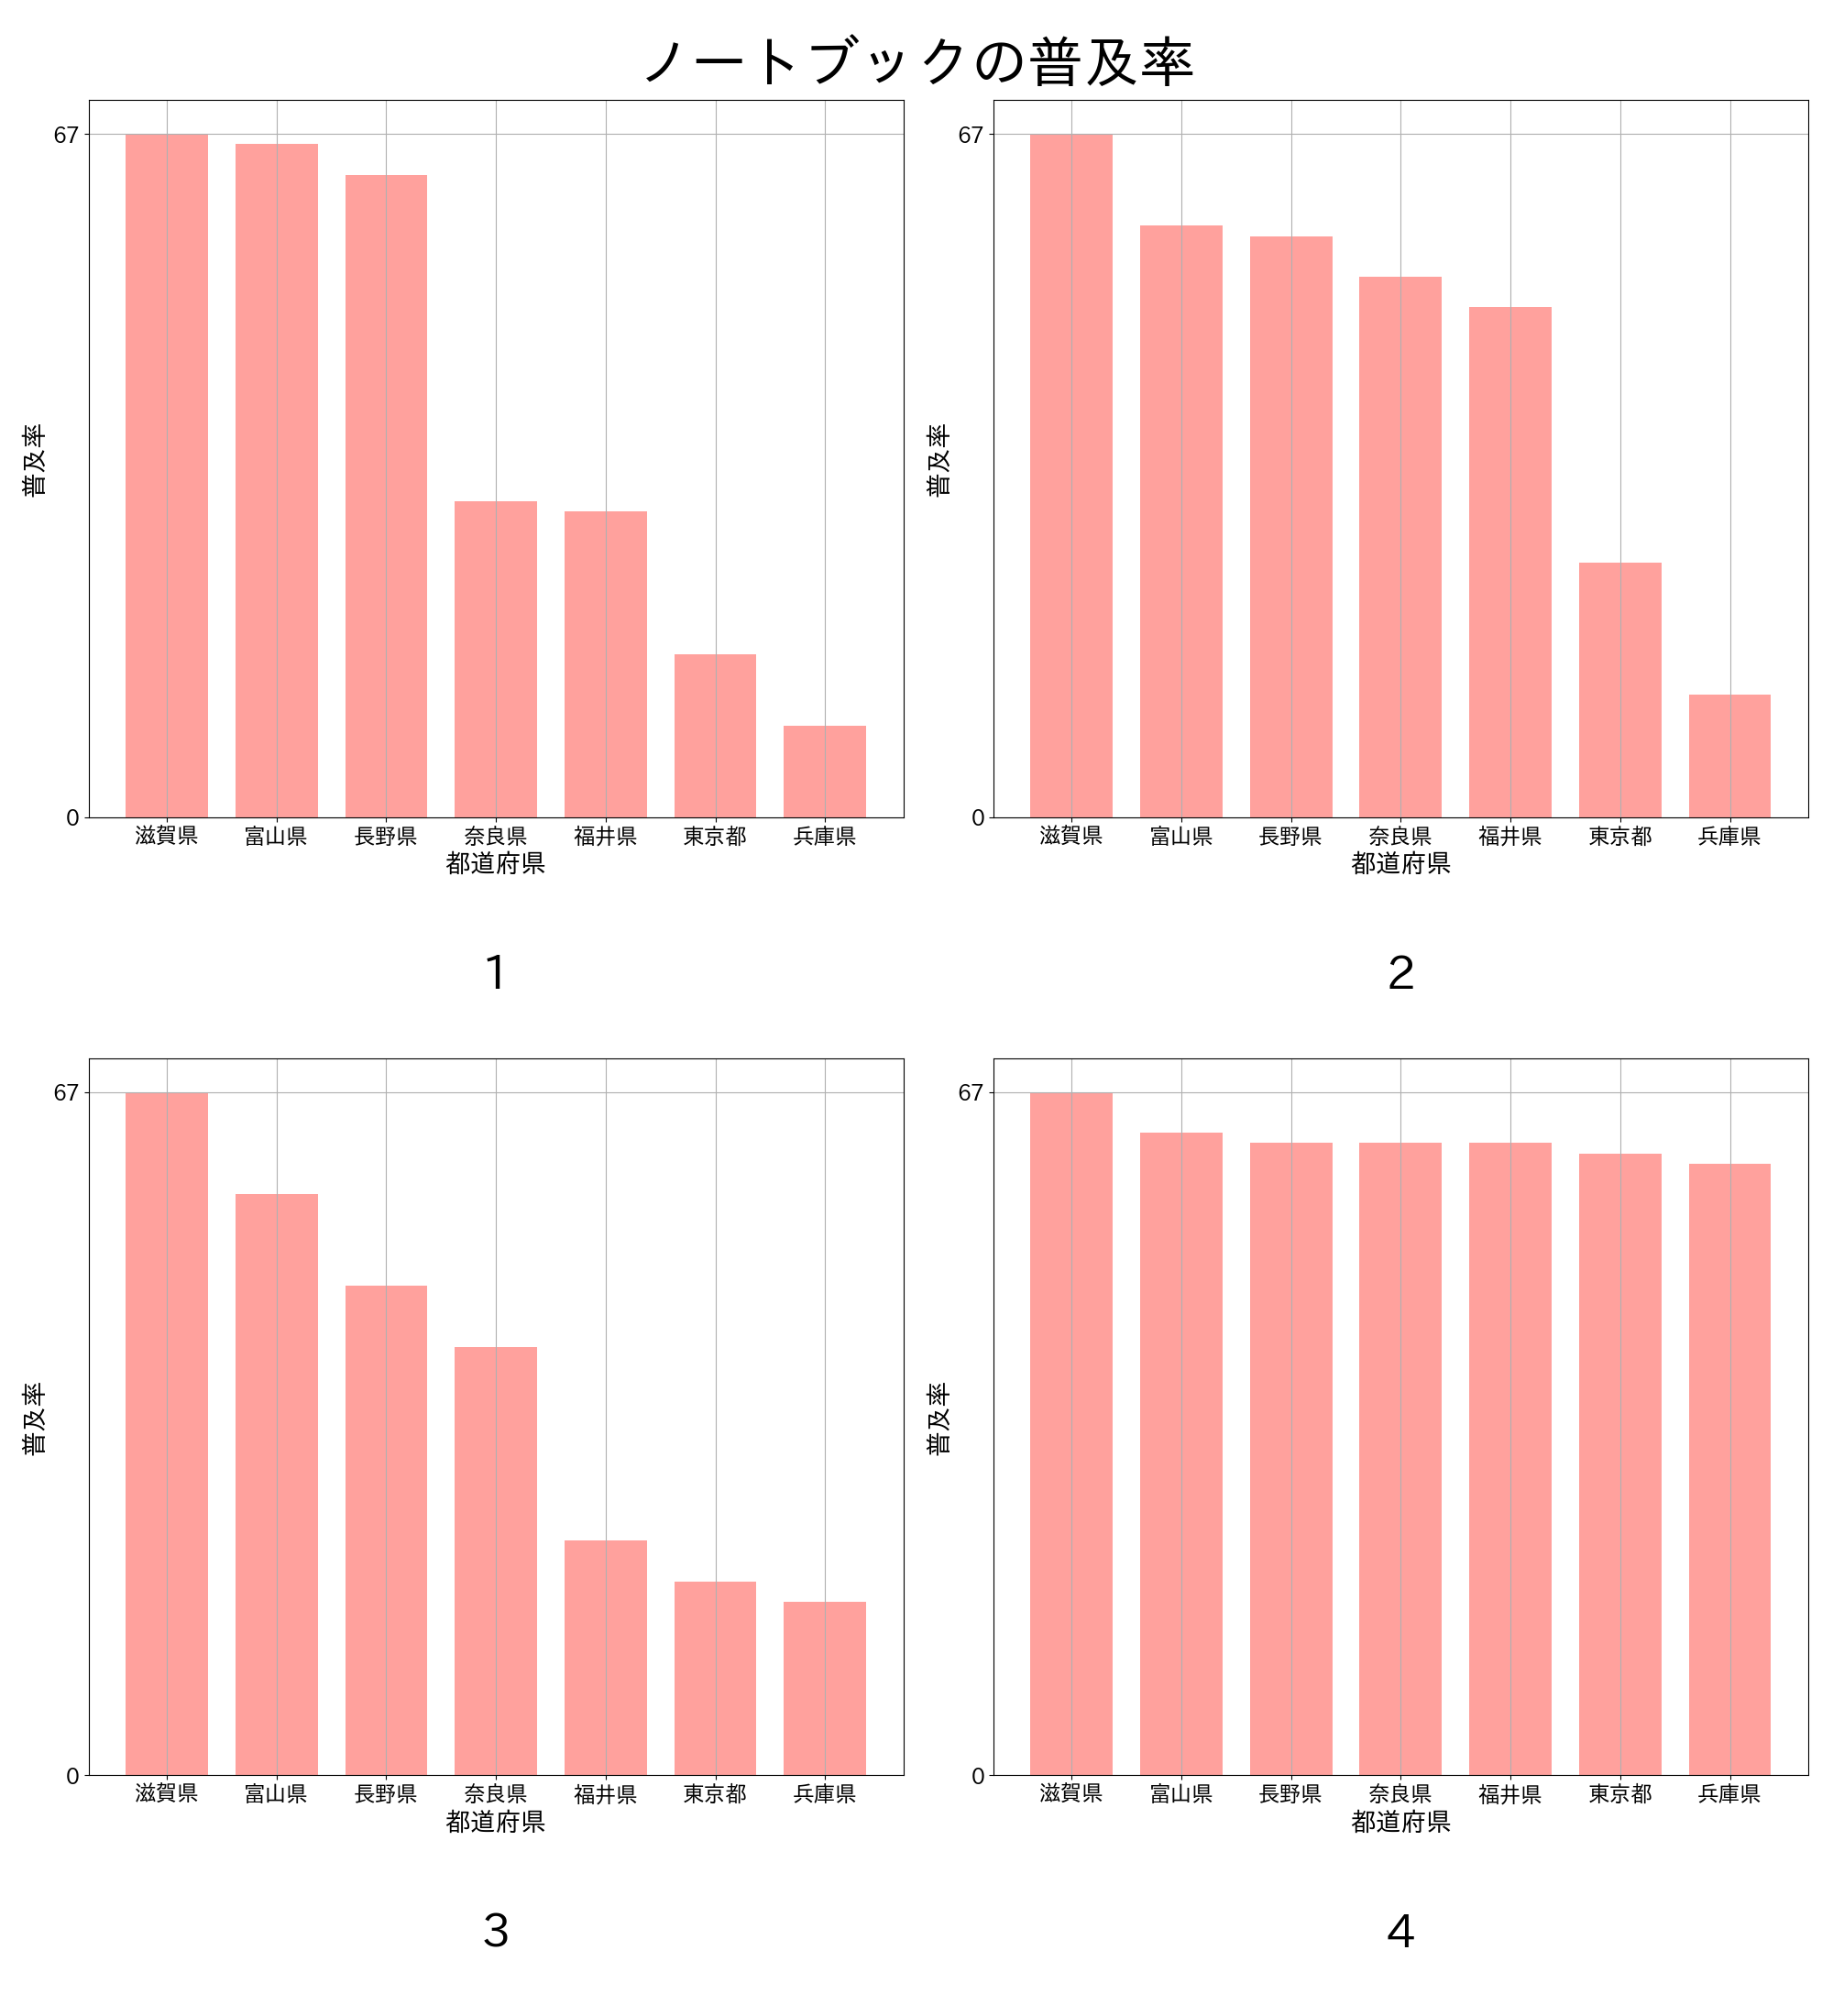 ノートブックの普及率
67
0
普及率
滋賀県 富山県 長野県 奈良県 福井県 東京都 兵庫県
都道府県
1
67
0
普及率
滋賀県 富山県 長野県 奈良県 福井県 東京都 兵庫県
都道府県
2
67
0
普及率
滋賀県 富山県 長野県 奈良県 福井県 東京都 兵庫県
都道府県
3
67
0
普及率
滋賀県 富山県 長野県 奈良県 福井県 東京都 兵庫県
都道府県
4